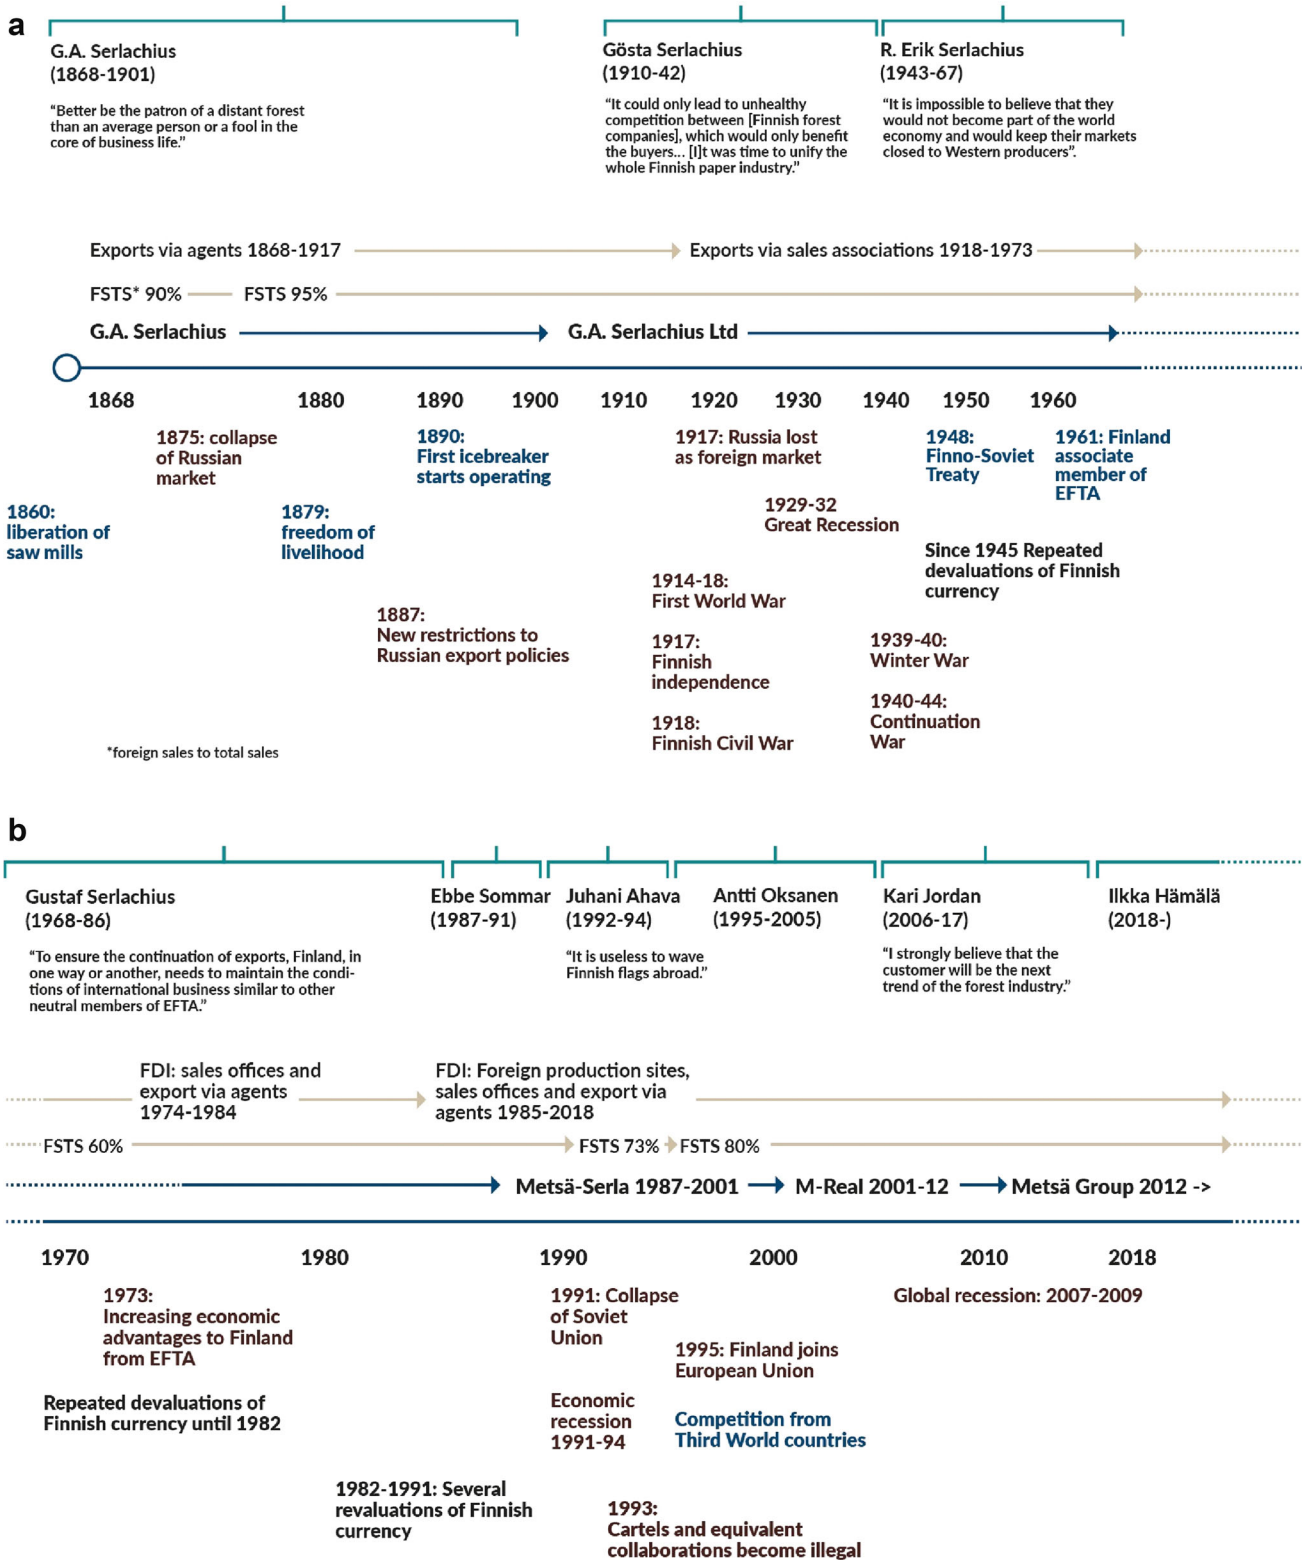 a
G.A. Serlachius
(1868-1901)
“Better be the patron of a distant forest
than an average person or a fool in the
core of business life.”
Gösta Serlachius
(1910-42)
“It could only lead to unhealthy
competition between [Finnish forest
companies], which would only benefit
the buyers... [I]t was time to unify the
whole Finnish paper industry.”
R. Erik Serlachius
(1943-67)
“It is impossible to believe that they
would not become part of the world
economy and would keep their markets
closed to Western producers”.
Exports via agents 1868-1917
Exports via sales associations 1918-1973
FSTS* 90%
FSTS 95%
G.A. Serlachius
G.A. Serlachius Ltd
1868
1880
1890
1900
1910
1920
1930
1940
1950
1960
1875: collapse
of Russian
market
1890:
First icebreaker
starts operating
1917: Russia lost
as foreign market
1948:
Finno-Soviet
Treaty
1961: Finland
associate
member of
EFTA
1860:
liberation of
saw mills
1879:
freedom of
livelihood
1929-32
Great Recession
Since 1945 Repeated
devaluations of Finnish
currency
1914-18:
First World War
1887:
New restrictions to
Russian export policies
1917:
Finnish
independence
1939-40:
Winter War
1918:
Finnish Civil War
1940-44:
Continuation
War
*foreign sales to total sales
b
Gustaf Serlachius
(1968-86)
“To ensure the continuation of exports, Finland, in
one way or another, needs to maintain the condi-
tions of international business similar to other
neutral members of EFTA.”
Ebbe Sommar
(1987-91)
Juhani Ahava
(1992-94)
“It is useless to wave
Finnish flags abroad.”
Antti Oksanen
(1995-2005)
Kari Jordan
(2006-17)
“I strongly believe that the
customer will be the next
trend of the forest industry.”
Ilkka Hämälä
(2018-)
FDI: sales offices and
export via agents
1974-1984
FDI: Foreign production sites,
sales offices and export via
agents 1985-2018
FSTS 60%
FSTS 73%
FSTS 80%
Metsä-Serla 1987-2001
M-Real 2001-12
Metsä Group 2012 ->
1970
1980
1990
2000
2010
2018
1973:
Increasing economic
advantages to Finland
from EFTA
1991: Collapse
of Soviet
Union
Global recession: 2007-2009
1995: Finland joins
European Union
Repeated devaluations of
Finnish currency until 1982
Economic
recession
1991-94
Competition from
Third World countries
1982-1991: Several
revaluations of Finnish
currency
1993:
Cartels and equivalent
collaborations become illegal